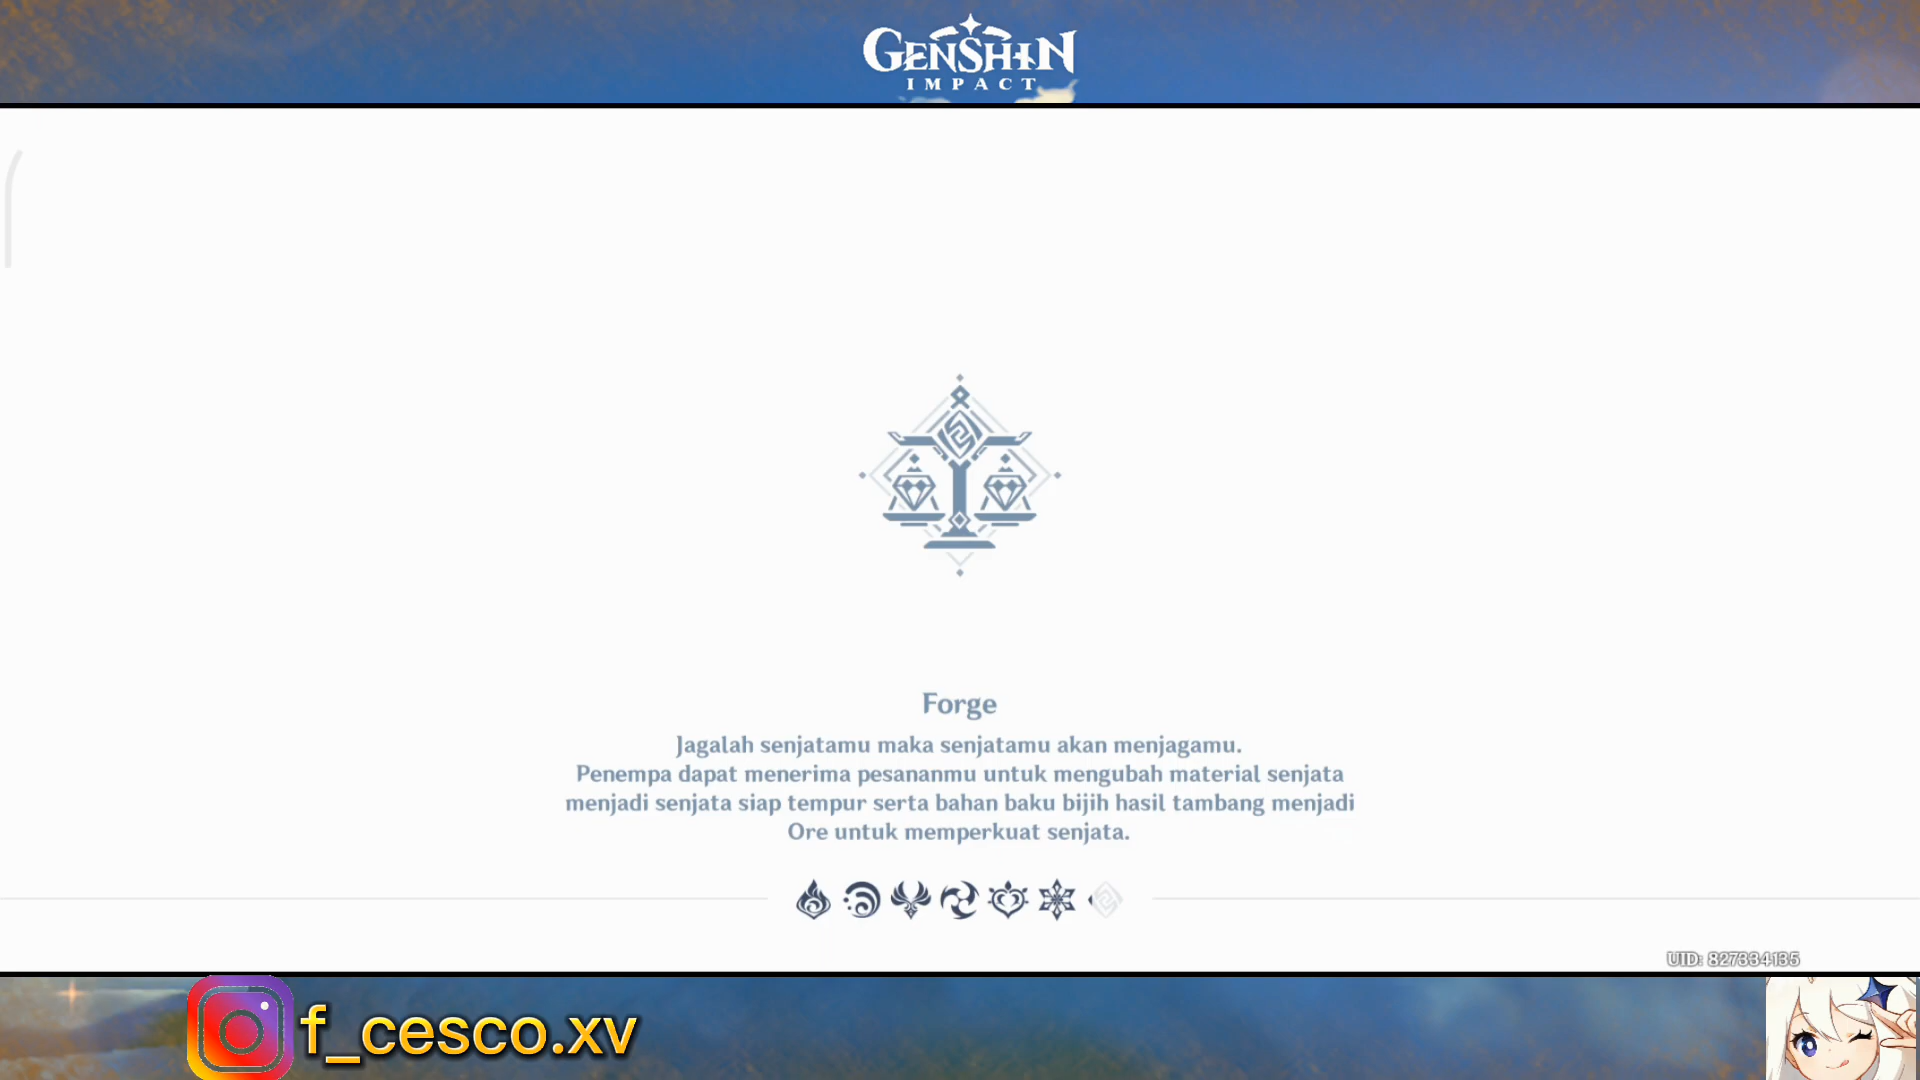 GENSHIN
IMPACT
Forge
Jagalah senjatamu maka senjatamu akan menjagamu.
Penempa dapat menerima pesananmu untuk mengubah material senjata
menjadi senjata siap tempur serta bahan baku bijih hasil tambang menjadi
Ore untuk memperkuat senjata.
UID: 827334135
f_cesco.xv